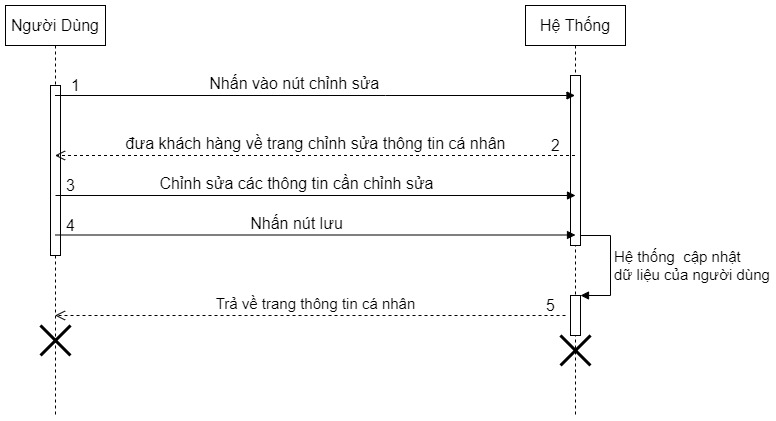 Người Dùng
Hệ Thống
1
Nhấn vào nút chỉnh sửa
đưa khách hàng về trang chỉnh sửa thông tin cá nhân
2
3
Chỉnh sửa các thông tin cần chỉnh sửa
4
Nhấn nút lưu
Hệ thống cập nhật
dữ liệu của người dùng
Trả về trang thông tin cá nhân
5